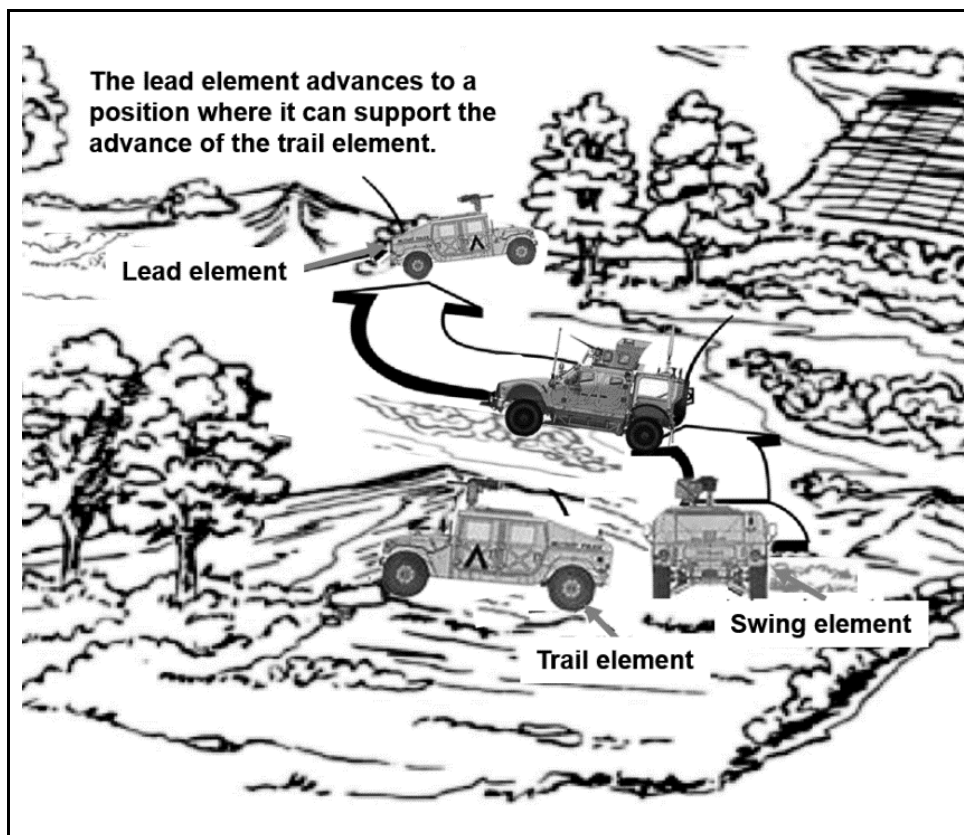 The lead element advances to a
position where it can support the
advance of the trail element.
Lead element
Swing element
Trail element